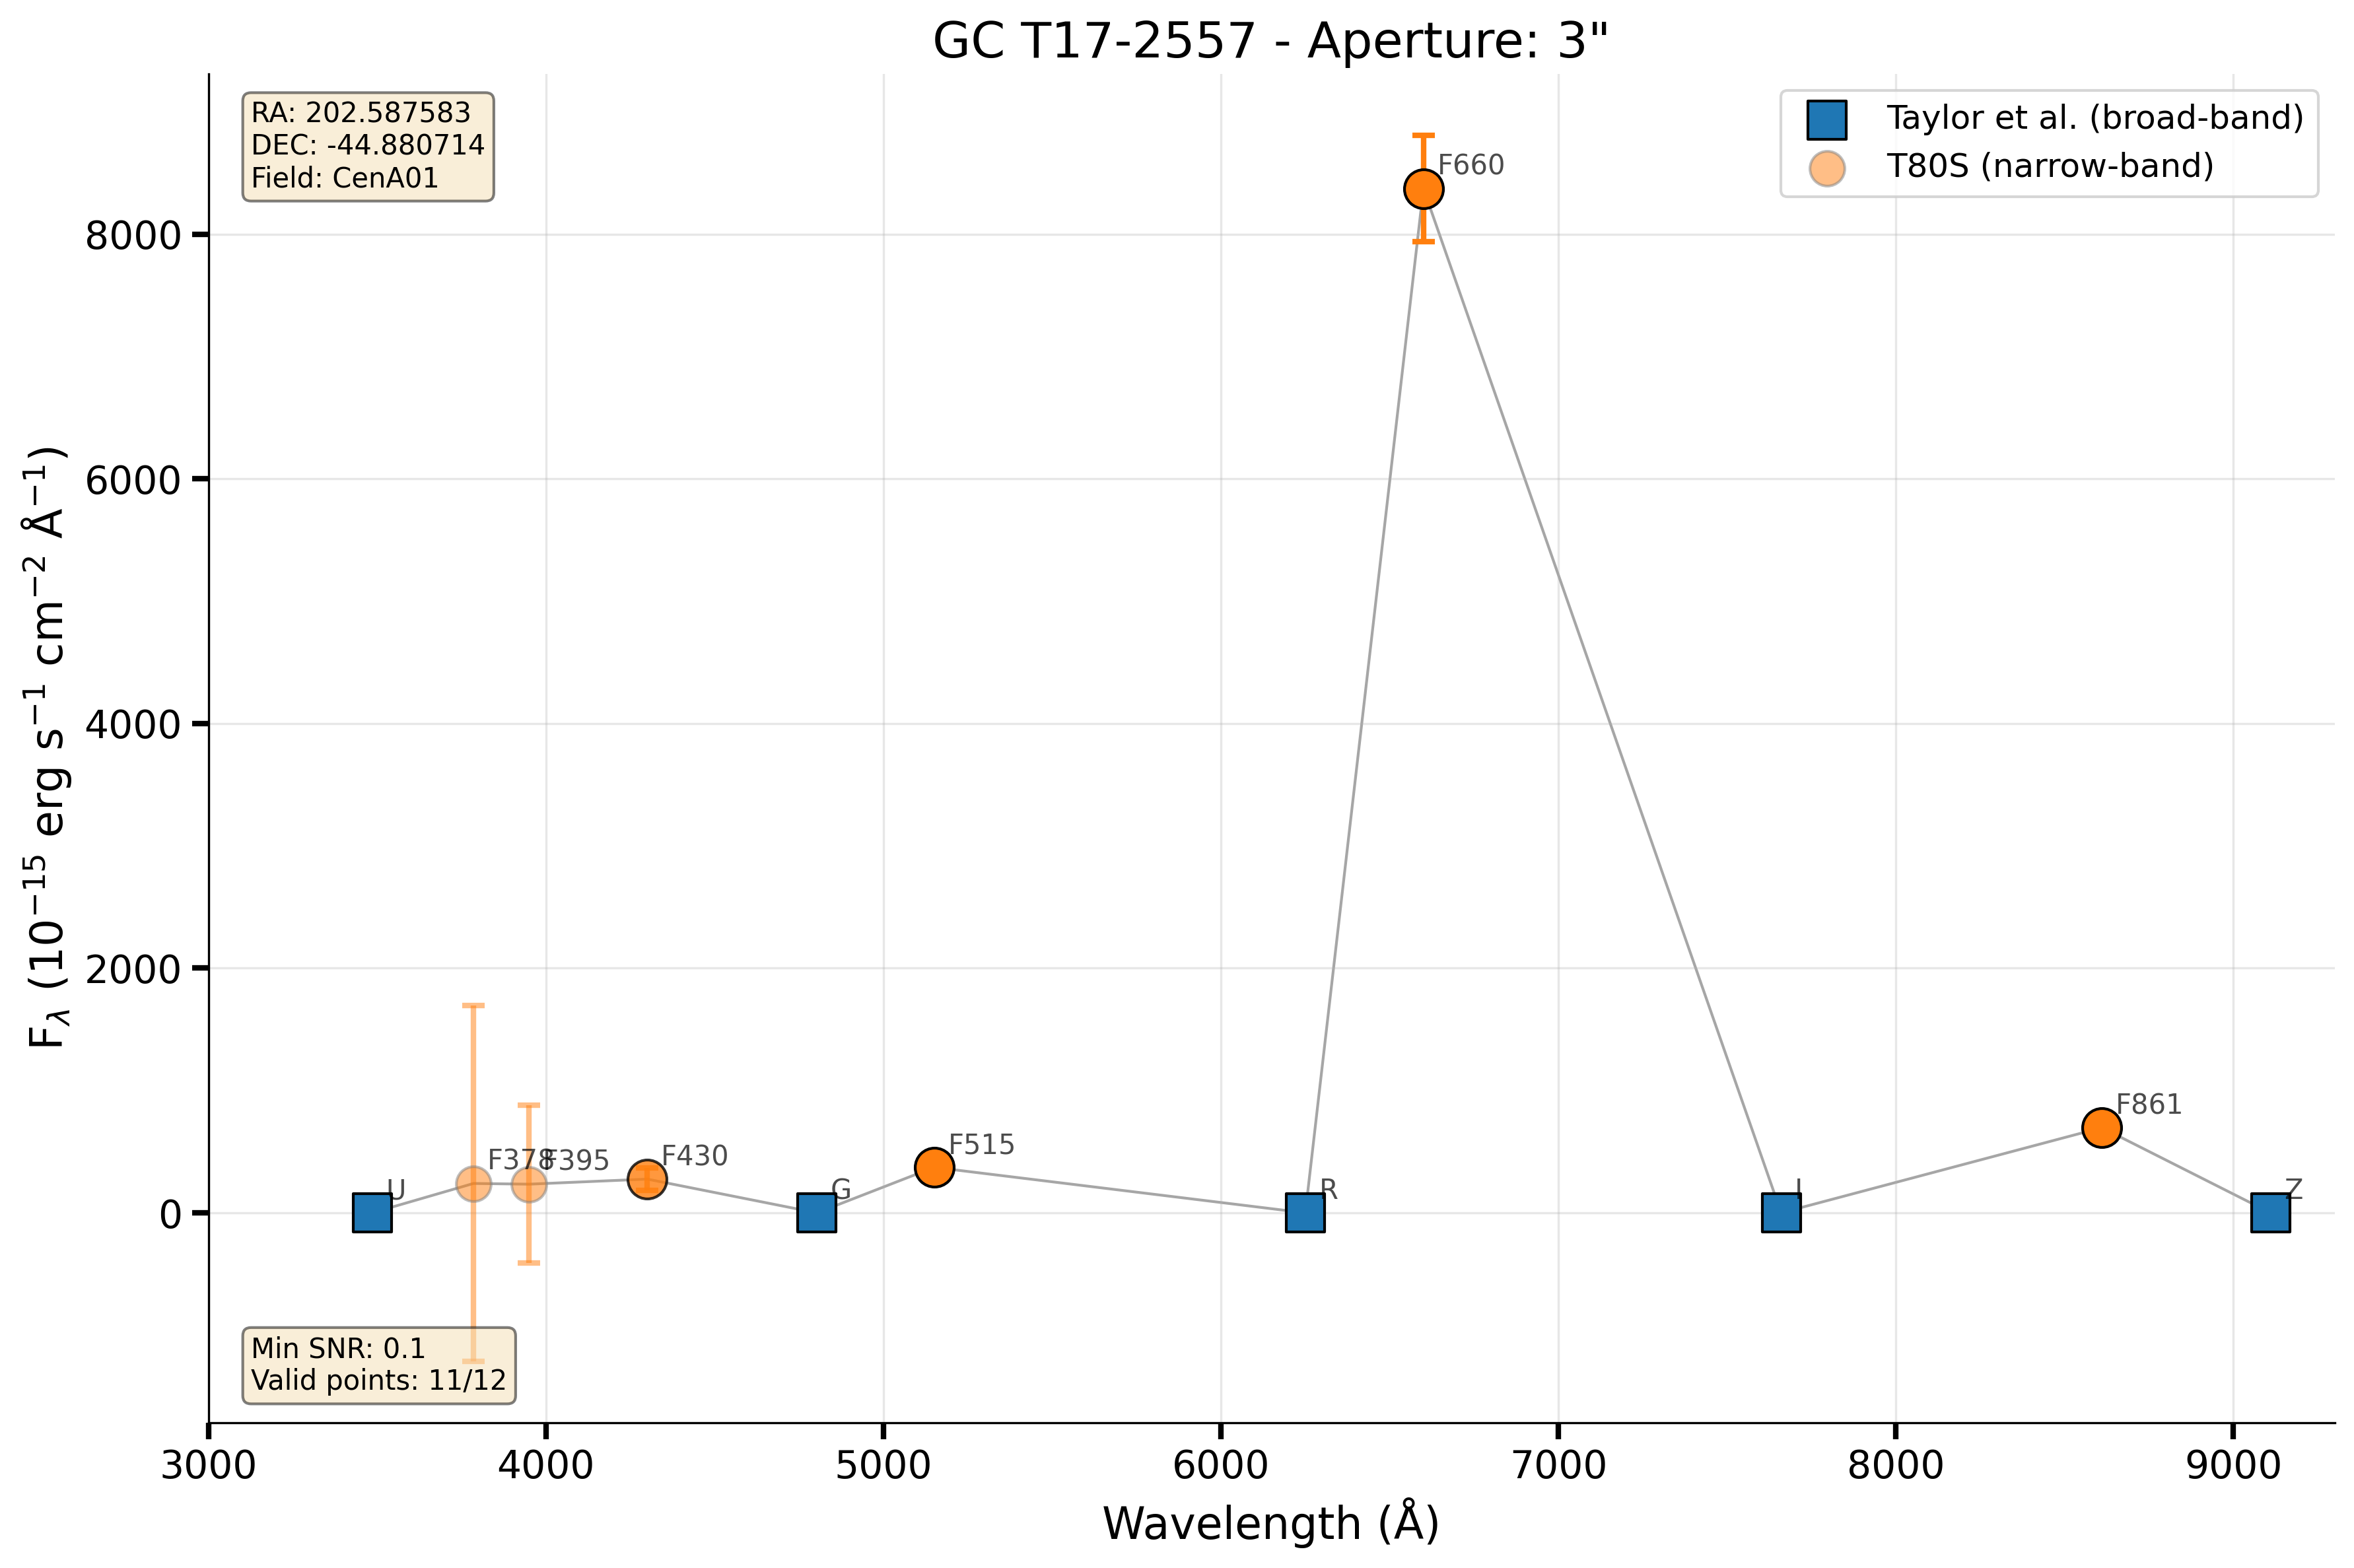 GC T17-2557 - Aperture: 3"
RA: 202.587583
DEC: -44.880714
Field: CenA01
Taylor et al. (broad-band)
T80S (narrow-band)
F660
F861
F515
F430
F378
F395
U
G
R
I
Z
Min SNR: 0.1
Valid points: 11/12
8000
6000
4000
2000
0
3000 4000 5000 6000 7000 8000 9000
Wavelength (Å)
F_λ (10⁻¹⁵ erg s⁻¹ cm⁻² Å⁻¹)